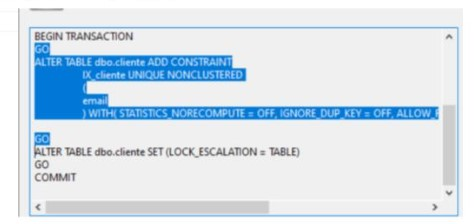 BEGIN TRANSACTION
GO
ALTER TABLE dbo.cliente ADD CONSTRAINT
IX_cliente UNIQUE NONCLUSTERED
(
email
) WITH( STATISTICS_NORECOMPUTE = OFF, IGNORE_DUP_KEY = OFF, ALLOW_
GO
ALTER TABLE dbo.cliente SET (LOCK_ESCALATION = TABLE)
GO
COMMIT